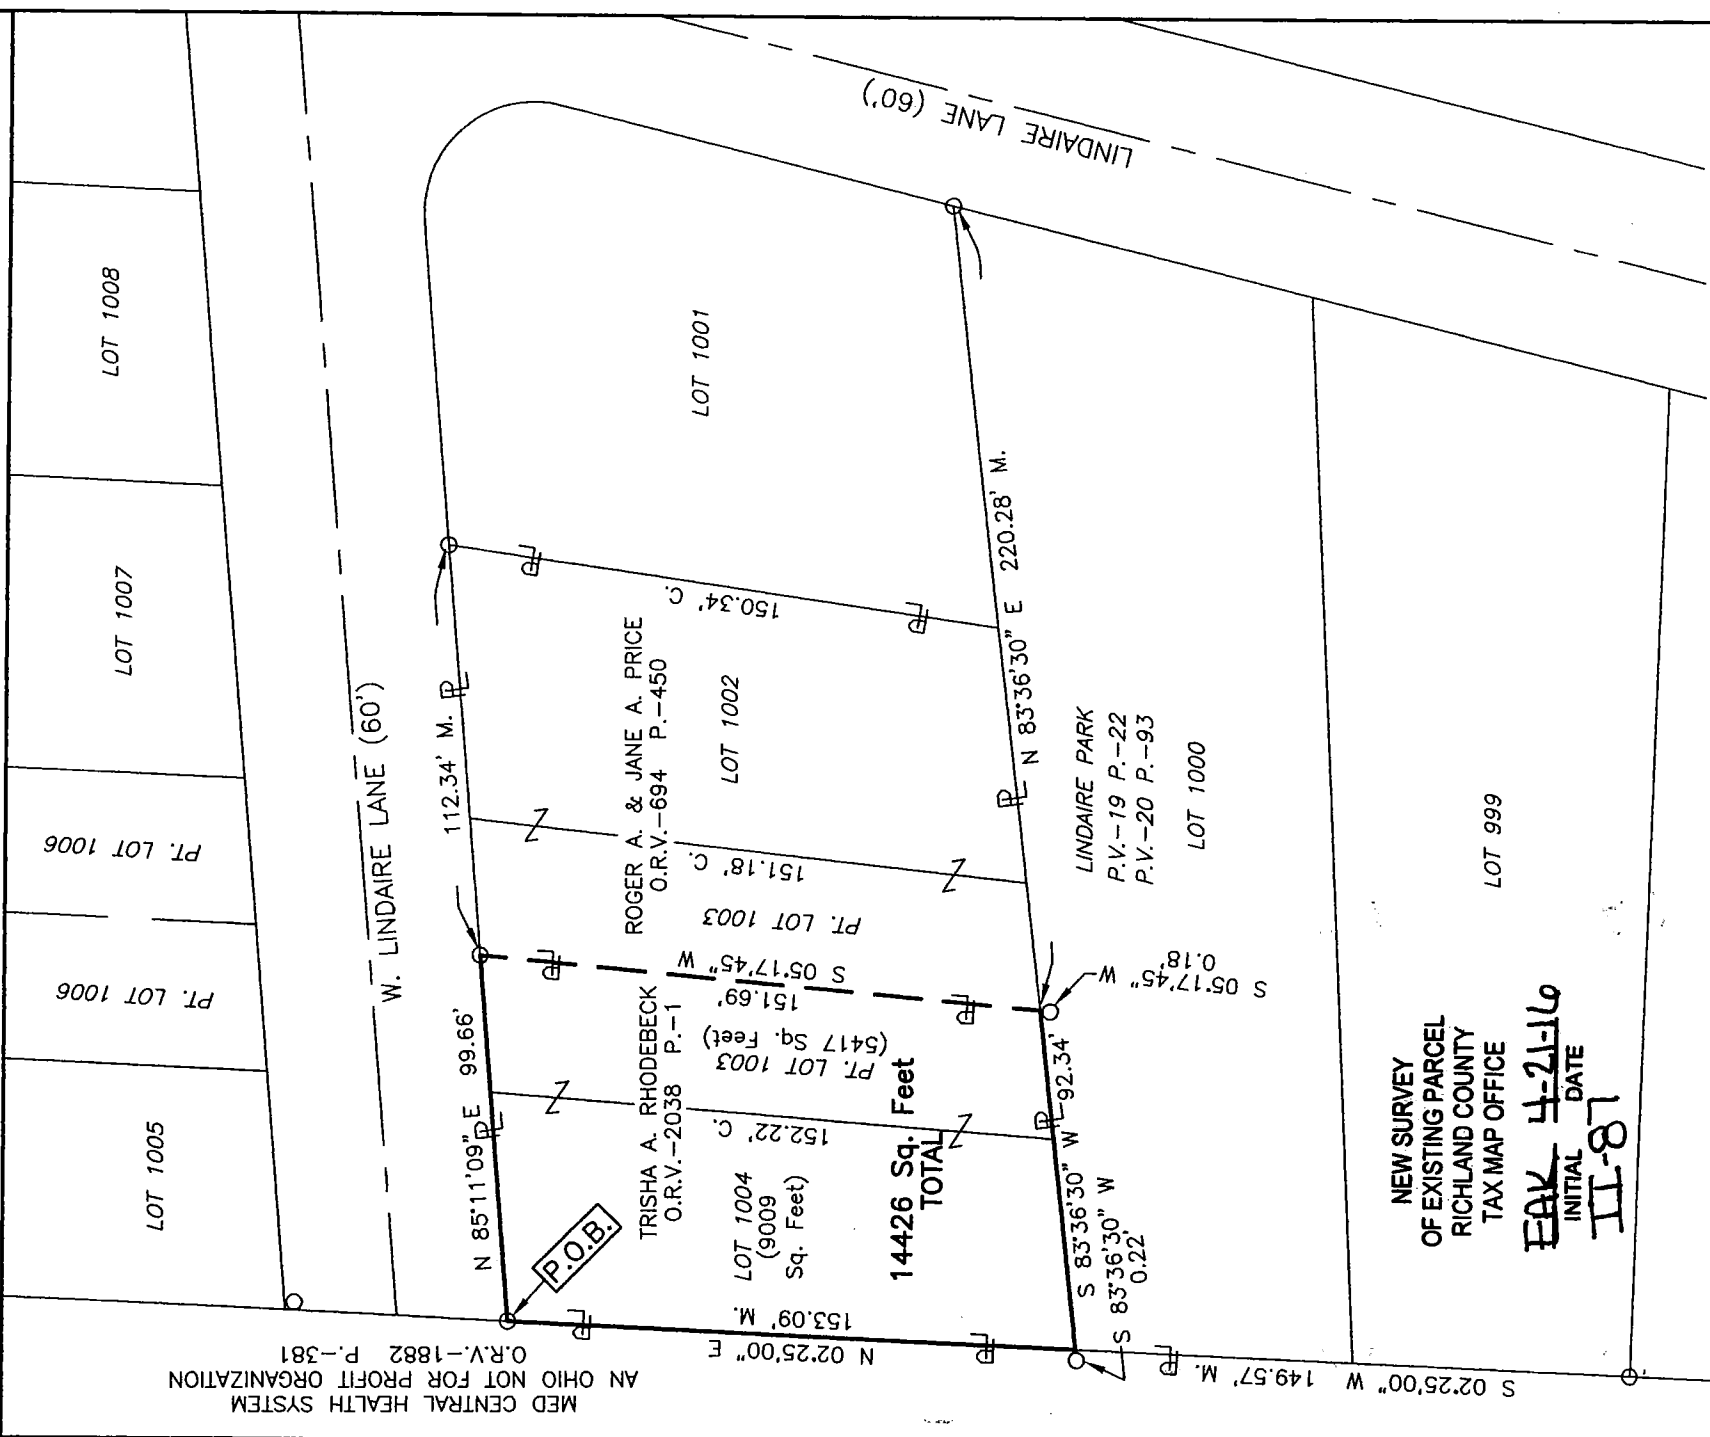 LOT 1008
LOT 1007
PT. LOT 1006
PT. LOT 1006
LOT 1005
W. LINDAIRE LANE (60')
LINDAIRE LANE (60')
LOT 1001
112.34' M.
150.34' C.
ROGER A. & JANE A. PRICE
O.R.V.-694 P.-450
LOT 1002
151.18' C.
PT. LOT 1003
N 83°36'30" E 220.28' M.
LINDAIRE PARK
P.V.-19 P.-22
P.V.-20 P.-93
LOT 1000
LOT 999
S 05°17'45" W
151.69'
S 05°17'45" W
0.18'
N 85°11'09" E 99.66'
TRISHA A. RHODEBECK
O.R.V.-2038 P.-1
PT. LOT 1003
(5417 Sq. Feet)
152.22' C.
LOT 1004
(9009
Sq. Feet)
14426 Sq. Feet
TOTAL
P.O.B.
S 83°36'30" W 92.34'
S 83°36'30" W
0.22'
N 02°25'00" E
153.09' M.
S 02°25'00" W 149.57' M.
MED CENTRAL HEALTH SYSTEM
AN OHIO NOT FOR PROFIT ORGANIZATION
O.R.V.-1882 P.-381
NEW SURVEY
OF EXISTING PARCEL
RICHLAND COUNTY
TAX MAP OFFICE
EAK 4-21-16
INITIAL DATE
II-87